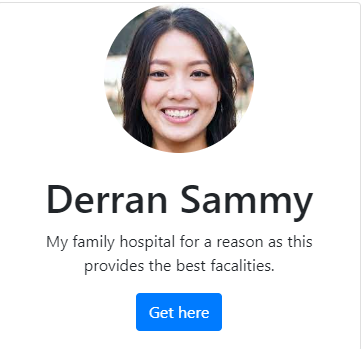 Derran Sammy
My family hospital for a reason as this
provides the best facalities.
Get here